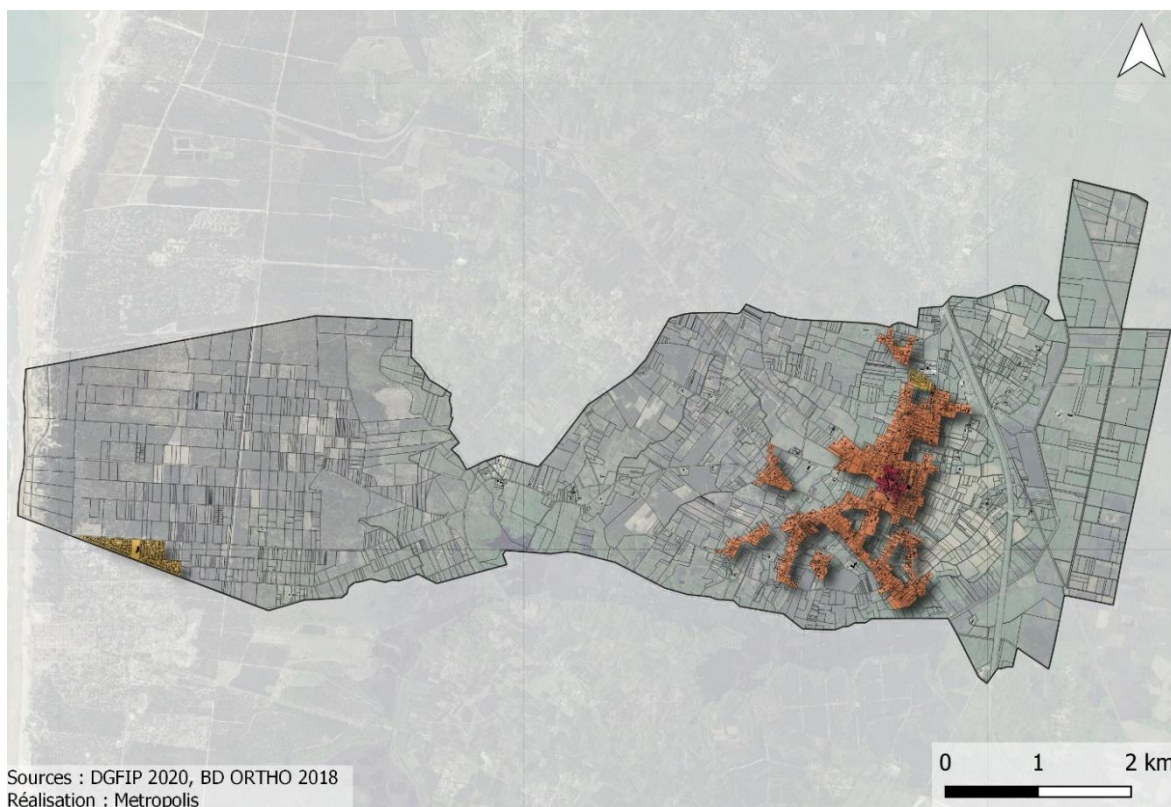 Sources : DGFIP 2020, BD ORTHO 2018
Réalisation : Metropolis
0 1 2 km